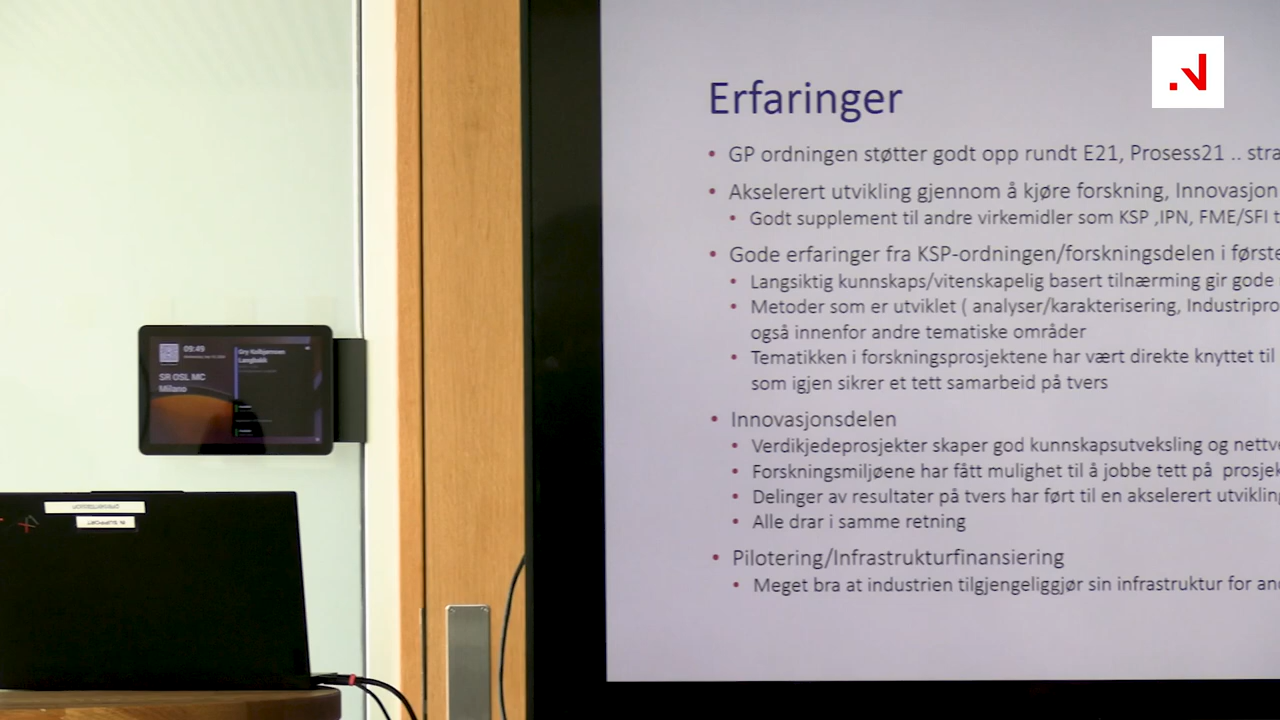 Erfaringer
• GP ordningen støtter godt opp rundt E21, Prosess21 .. stra
• Akselerert utvikling gjennom å kjøre forskning, Innovasjon
• Godt supplement til andre virkemidler som KSP ,IPN, FME/SFI t
• Gode erfaringer fra KSP-ordningen/forskningsdelen i første
• Langsiktig kunnskaps/vitenskapelig basert tilnærming gir gode
• Metoder som er utviklet ( analyser/karakterisering, Industripro
også innenfor andre tematiske områder
• Tematikken i forskningsprosjektene har vært direkte knyttet til
som igjen sikrer et tett samarbeid på tvers
• Innovasjonsdelen
• Verdikjedeprosjekter skaper god kunnskapsutveksling og nettve
• Forskningsmiljøene har fått mulighet til å jobbe tett på prosjek
• Delinger av resultater på tvers har ført til en akselerert utvikling
• Alle drar i samme retning
• Pilotering/Infrastrukturfinansiering
• Meget bra at industrien tilgjengeliggjør sin infrastruktur for and
09:49
SR OSL MC
Milano
Gry Kolbjørnsen
Langbakk
N SUPPORT